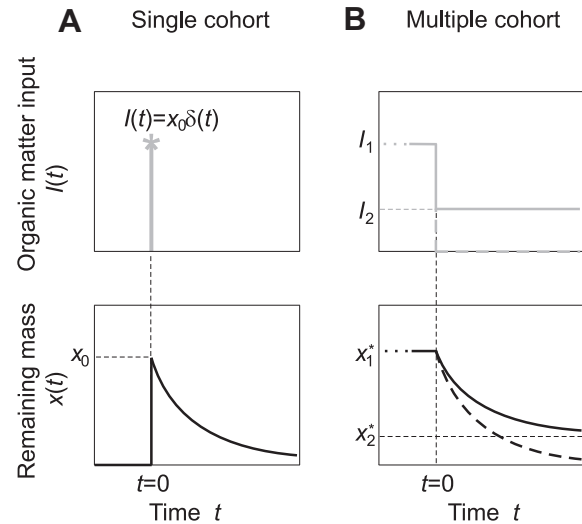 A Single cohort
B Multiple cohort
Organic matter input
I(t)
I(t)=x₀δ(t)
*
I₁
I₂
Remaining mass
x(t)
x₀
x₁*
x₂*
t=0
t=0
Time t
Time t